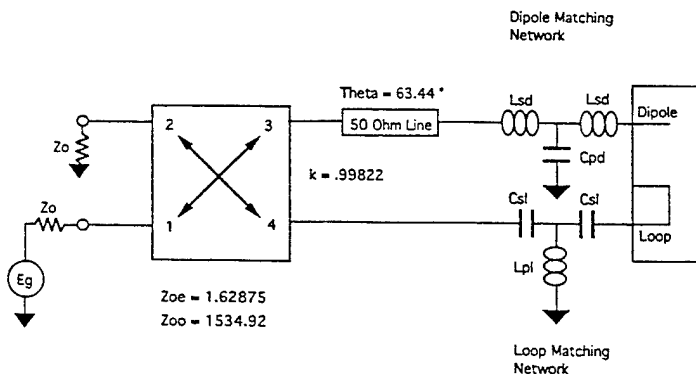 Dipole Matching
Network
Theta = 63.44 °
Lsd
Lsd
Dipole
50 Ohm Line
2
3
Zo
Cpd
k = .99822
Zo
1
4
Csl
Csl
Loop
Lpl
Eg
Zoe = 1.62875
Zoo = 1534.92
Loop Matching
Network